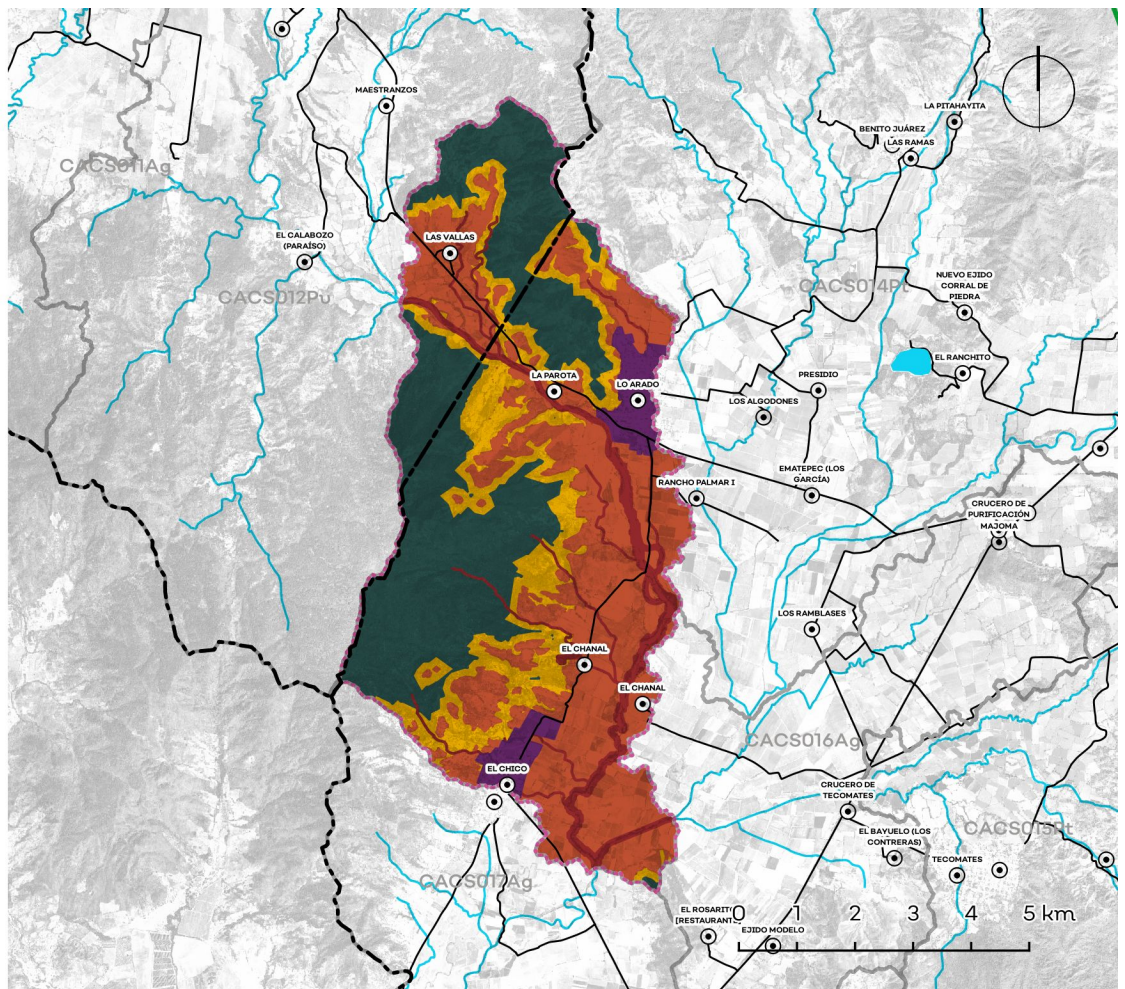 MAESTRANZOS
LA PITAHAYITA
BENITO JUÁREZ
LAS RAMAS
CACS011Ag
EL CALABOZO
(PARAÍSO)
LAS VALLAS
CACS012Pu
CACS014Pt
NUEVO EJIDO
CORRAL DE
PIEDRA
EL RANCHITO
LA PAROTA
LO ARADO
PRESIDIO
LOS ALGODONES
EMATEPEC (LOS
GARCÍA)
RANCHO PALMAR I
CRUCERO DE
PURIFICACIÓN
MAJOMA
LOS RAMBLASES
EL CHANAL
EL CHANAL
CACS016Ag
EL CHICO
CRUCERO DE
TECOMATES
EL BAYUELO (LOS
CONTRERAS)
CACS015Pt
TECOMATES
CACS017Ag
EL ROSARITO
[RESTAURANTE]
EJIDO MODELO
0 1 2 3 4 5 km